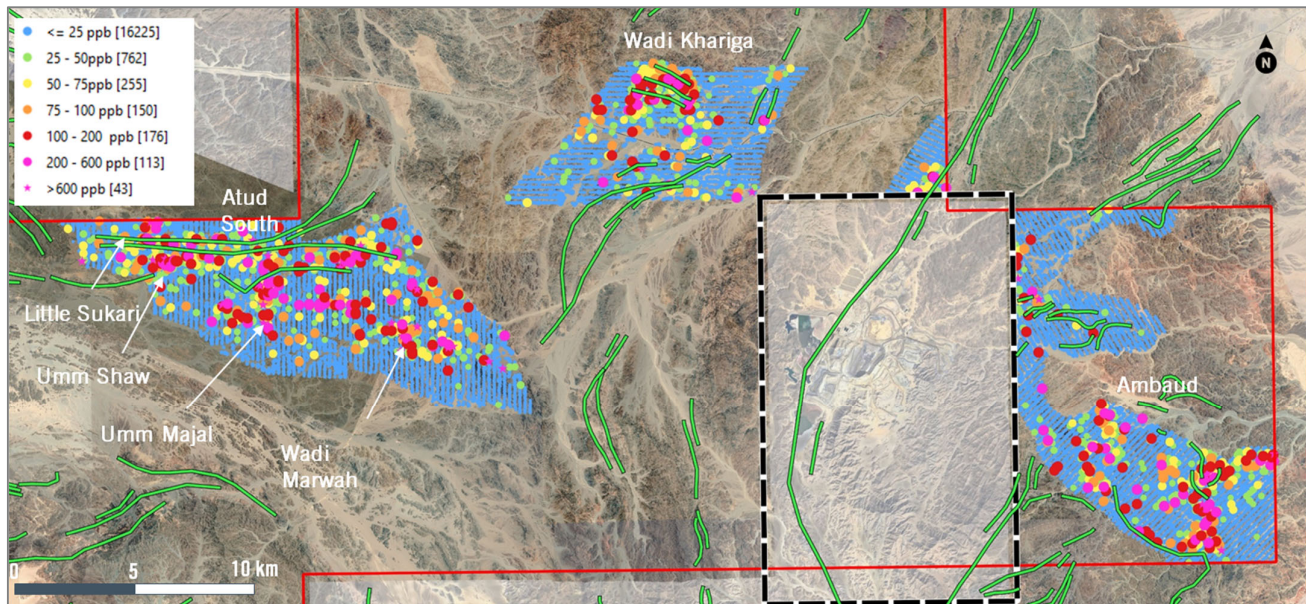 <= 25 ppb [16225]
25 - 50ppb [762]
50 - 75ppb [255]
75 - 100 ppb [150]
100 - 200 ppb [176]
200 - 600 ppb [113]
>600 ppb [43]
Wadi Khariga
N
Atud
South
Little Sukari
Umm Shaw
Umm Majal
Wadi
Marwah
Ambaud
0 5 10 km